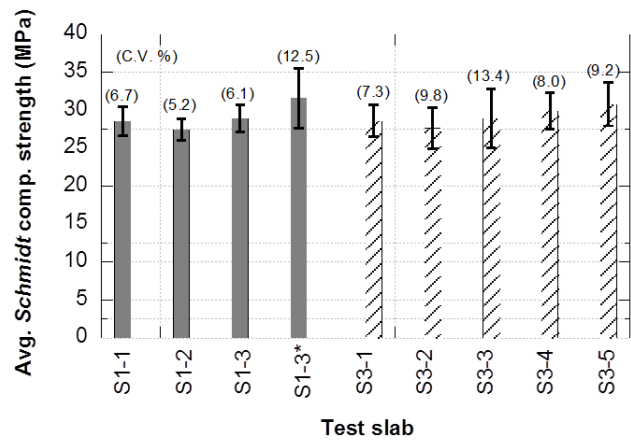 Avg. Schmidt comp. strength (MPa)
40
35
30
25
20
15
10
5
0
(C.V. %)
(6.7)
(5.2)
(6.1)
(12.5)
(7.3)
(9.8)
(13.4)
(8.0)
(9.2)
S1-1
S1-2
S1-3
S1-3*
S3-1
S3-2
S3-3
S3-4
S3-5
Test slab